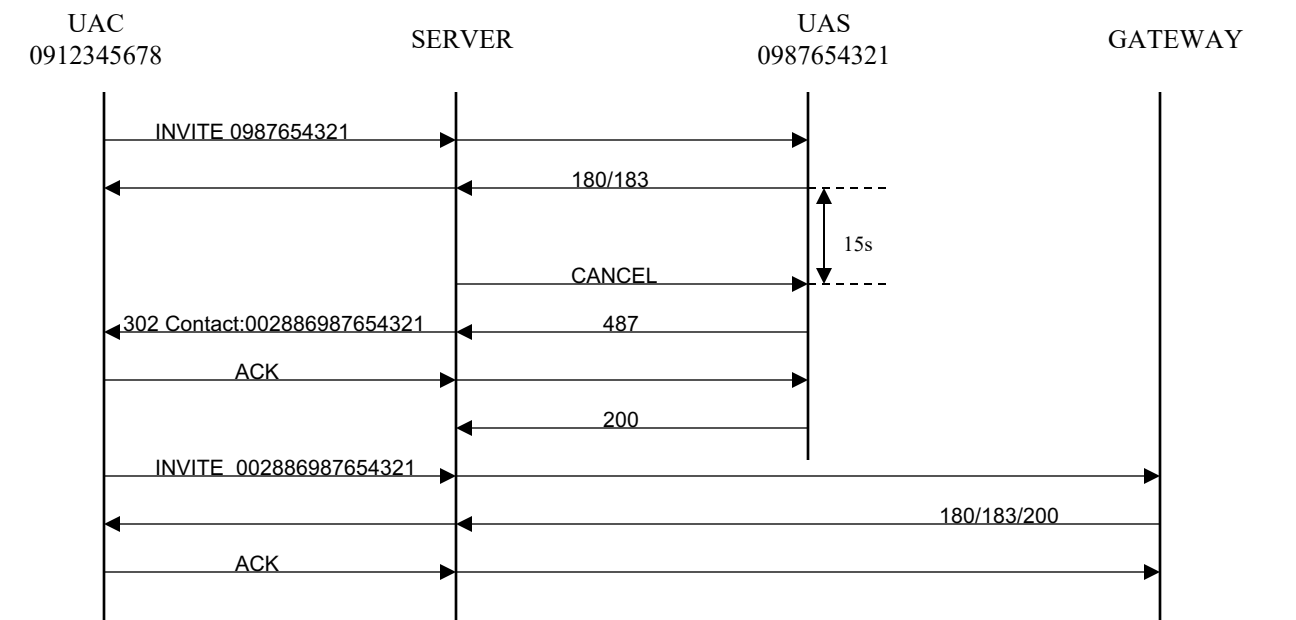 UAC
0912345678
SERVER
UAS
0987654321
GATEWAY
INVITE 0987654321
180/183
15s
CANCEL
302 Contact:002886987654321
487
ACK
200
INVITE  002886987654321
180/183/200
ACK